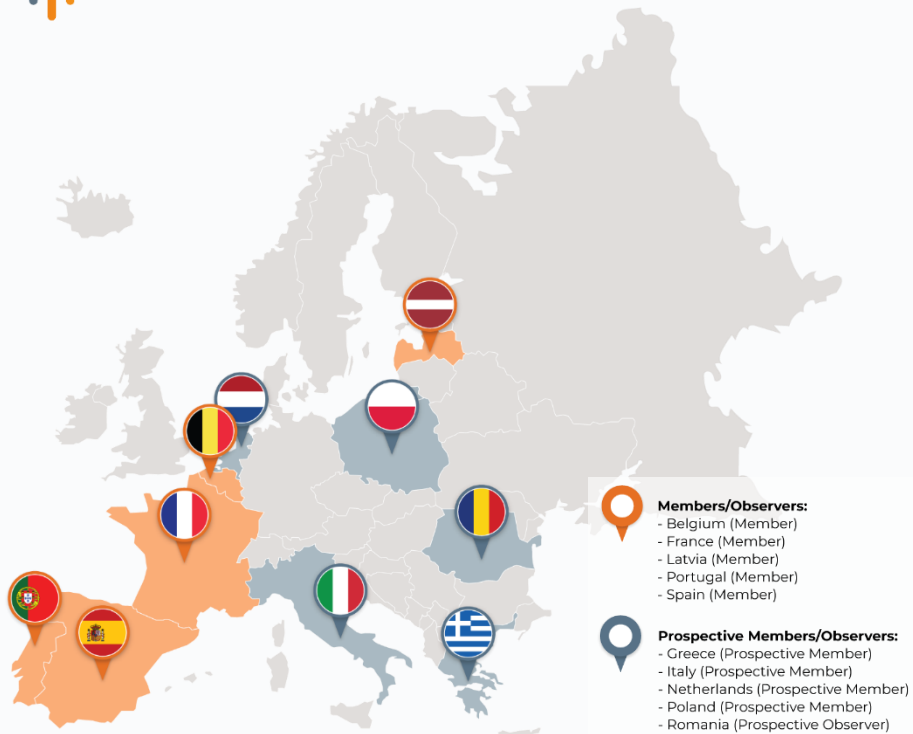 Members/Observers:
- Belgium (Member)
- France (Member)
- Latvia (Member)
- Portugal (Member)
- Spain (Member)
Prospective Members/Observers:
- Greece (Prospective Member)
- Italy (Prospective Member)
- Netherlands (Prospective Member)
- Poland (Prospective Member)
- Romania (Prospective Observer)